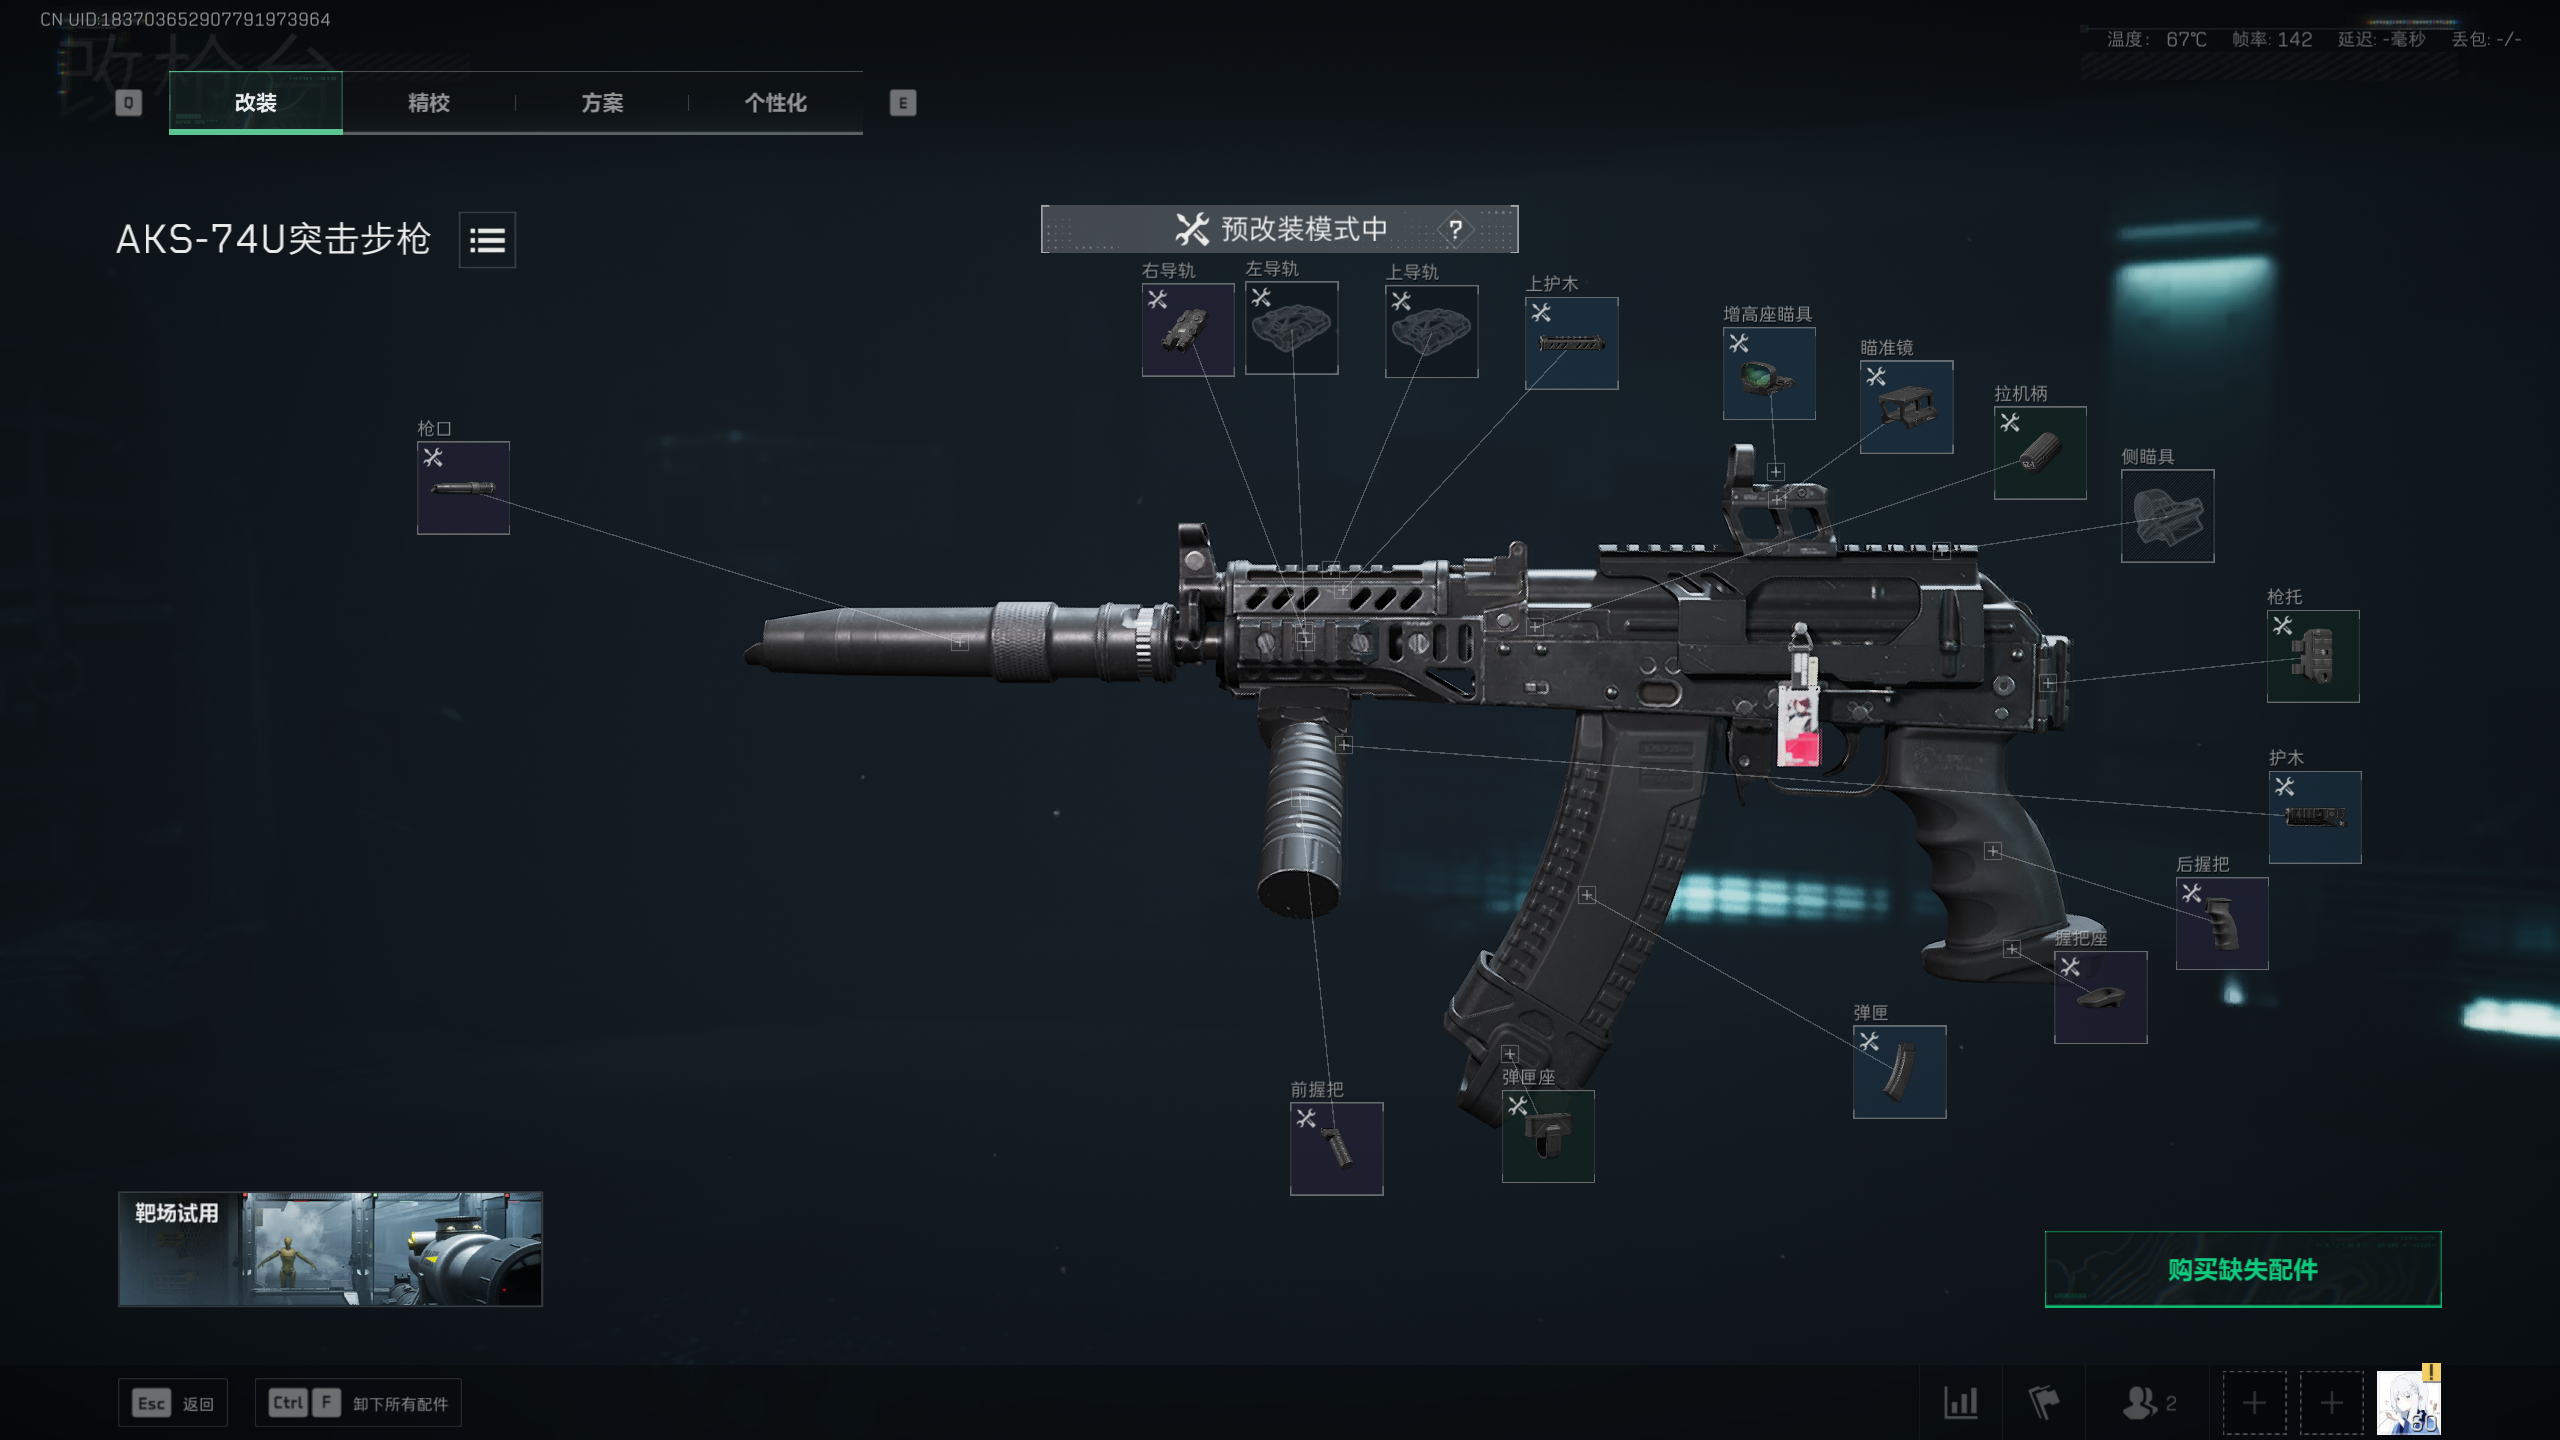 CN UID:183703652907791973964
改枪台
温度: 67℃ 帧率: 142 延迟: -毫秒 丢包: -/-
Q 改装 精校 方案 个性化 E
AKS-74U突击步枪
预改装模式中 ?
右导轨
左导轨
上导轨
上护木
增高座瞄具
瞄准镜
拉机柄
枪口
侧瞄具
枪托
护木
后握把
握把座
弹匣
弹匣座
前握把
靶场试用
购买缺失配件
Esc 返回
Ctrl F 卸下所有配件
2
60